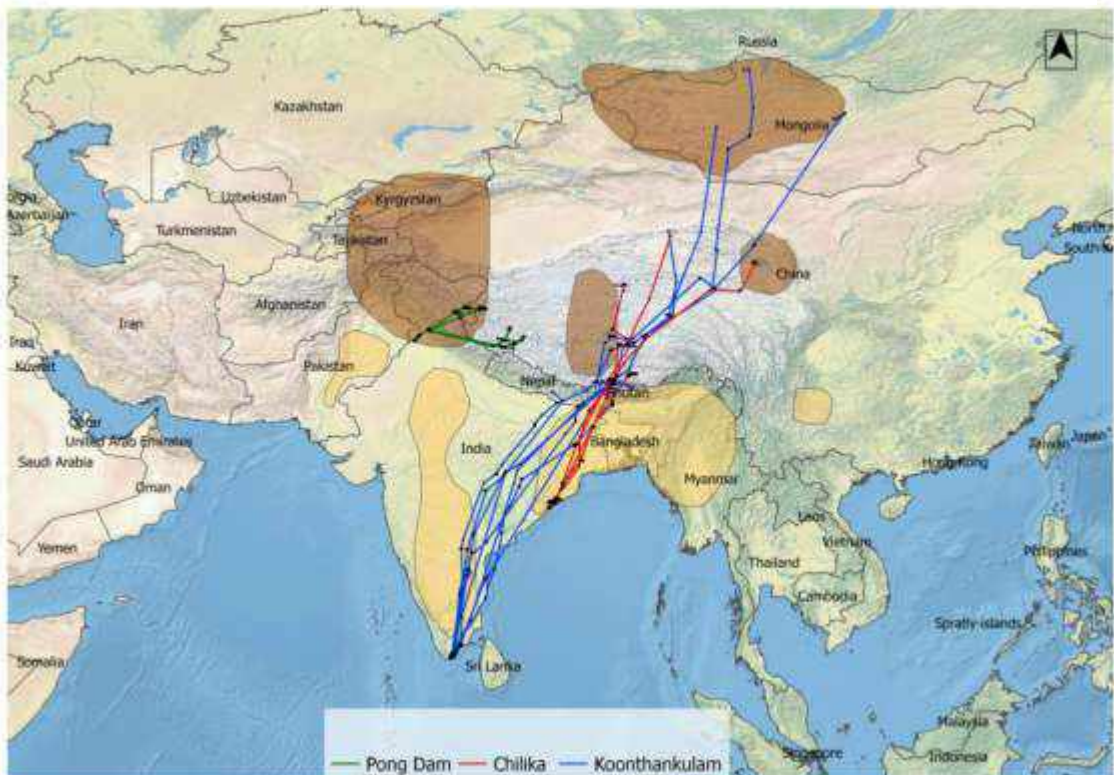 Russia
Kazakhstan
Mongolia
Uzbekistan
Kyrgyzstan
Azerbaijan
Turkmenistan
Tajikistan
China
Afghanistan
Iran
Iraq
Kuwait
Pakistan
Nepal
Bhutan
Qatar
United Arab Emirates
India
Bangladesh
Taiwan
Japan
Saudi Arabia
Hong Kong
Oman
Myanmar
Yemen
Laos
Vietnam
Thailand
Philippines
Cambodia
Spratly-islands
Somalia
Sri Lanka
Malaysia
Singapore
Indonesia
Pong Dam Chilika Koonthankulam